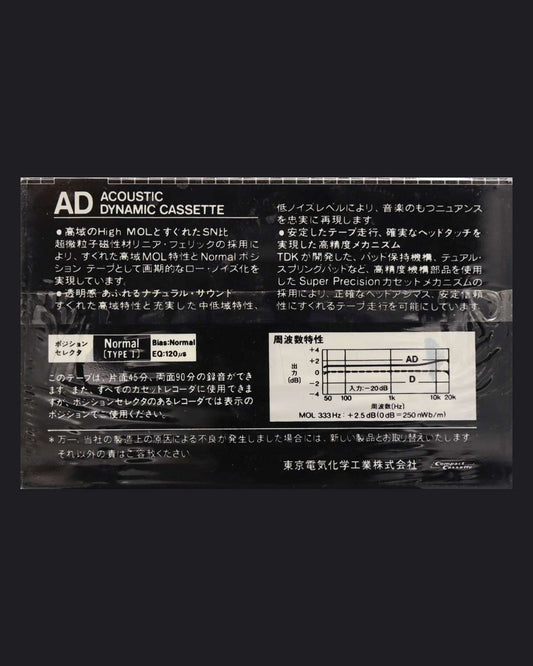 AD ACOUSTIC
DYNAMIC CASSETTE
●高域のHigh MOLとすぐれたSN比
超微粒子磁性材リニア・フェリックの採用に
より、すぐれた高域MOL特性とNormalポジ
ション テープとして画期的なロー・ノイズ化を
実現しています。
●透明感 あふれるナチュラル・サウンド
すぐれた高域特性と充実した中低域特性、
低ノイズレベルにより、音楽のもつニュアンス
を忠実に再現します。
●安定したテープ走行、確実なヘッドタッチを
実現した高精度メカニズム
TDKが開発した、パッド保持機構、デュアル・
スプリングパッドなど、高精度機構部品を使用
したSuper Precisionカセットメカニズムの
採用により、正確なヘッドアジマス、安定信頼
性にすぐれるテープ走行を可能にしています。
ポジション
セレクタ
Normal
[TYPE I]
Bias:Normal
EQ:120μs
このテープは、片面45分、両面90分の録音ができ
ます。また、すべてのカセットレコーダに使用できま
すが、ポジションセレクタのあるレコーダでは表示の
ポジションでご使用ください。
周波数特性
出力(dB)
+4
+2
0
-2
-4
AD
D
入力:-20dB
50 100 1k 10k 20k
周波数(Hz)
MOL 333Hz:+2.5dB(0dB=250nWb/m)
*万一、当社の製造上の原因による不良が発生しました場合には、新しい製品とお取り替えいたします
それ以外の責はご容赦ください
東京電気化学工業株式会社
Compact
Cassette